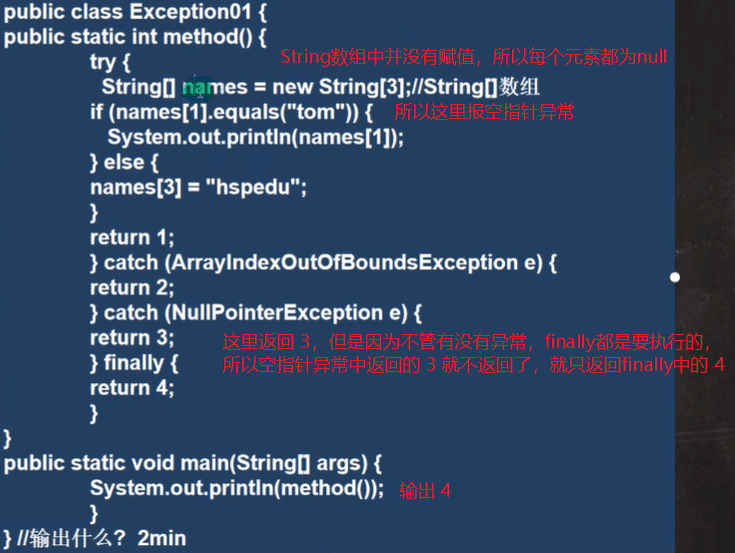 public class Exception01 {
public static int method() {
try {
String数组中并没有赋值，所以每个元素都为null
String[] names = new String[3];//String[]数组
if (names[1].equals("tom")) {
所以这里报空指针异常
System.out.println(names[1]);
} else {
names[3] = "hspedu";
}
return 1;
} catch (ArrayIndexOutOfBoundsException e) {
return 2;
} catch (NullPointerException e) {
return 3;
这里返回 3，但是因为不管有没有异常，finally都是要执行的，
} finally {
所以空指针异常中返回的 3 就不返回了，就只返回finally中的 4
return 4;
}
}
public static void main(String[] args) {
System.out.println(method());
输出 4
}
} //输出什么? 2min